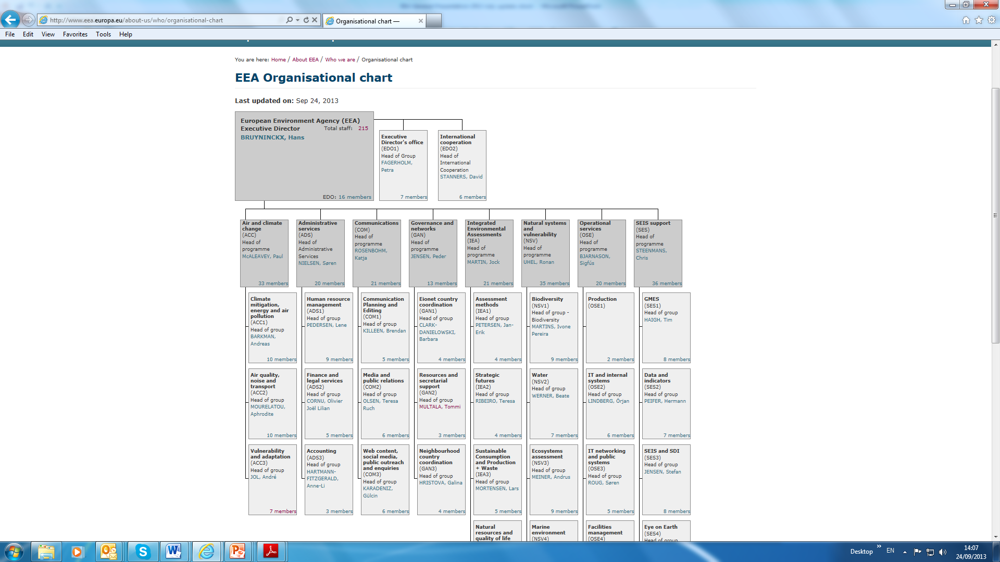 http://www.eea.europa.eu/about-us/who/organisational-chart
Organisational chart —
File Edit View Favorites Tools Help
You are here: Home / About EEA / Who we are / Organisational chart
EEA Organisational chart
Last updated on: Sep 24, 2013
European Environment Agency (EEA)
Executive Director Total staff: 215
BRUYNINCKX, Hans
EDO: 16 members
Executive
Director's office
(EDO1)
Head of Group
FAGERHOLM,
Petra
7 members
International
cooperation
(EDO2)
Head of
International
Cooperation
STANNERS, David
6 members
Air and climate
change
(ACC)
Head of
programme
McALEAVEY, Paul
33 members
Administrative
services
(ADS)
Head of
Administrative
Services
NIELSEN, Søren
20 members
Communications
(COM)
Head of
programme
ROSENBOHM,
Katja
21 members
Governance and
networks
(GAN)
Head of
programme
JENSEN, Peder
13 members
Integrated
Environmental
Assessments
(IEA)
Head of
programme
MARTIN, Jock
21 members
Natural systems
and
vulnerability
(NSV)
Head of
programme
UHEL, Ronan
35 members
Operational
services
(OSE)
Head of
programme
BJARNASON,
Sigfús
20 members
SEIS support
(SES)
Head of
programme
STEENMANS,
Chris
36 members
Climate
mitigation,
energy and air
pollution
(ACC1)
Head of group
BARKMAN,
Andreas
10 members
Human resource
management
(ADS1)
Head of group
PEDERSEN, Lene
9 members
Communication
Planning and
Editing
(COM1)
Head of group
KILLEEN, Brendan
5 members
Eionet country
coordination
(GAN1)
Head of group
CLARK-
DANIELOWSKI,
Barbara
4 members
Assessment
methods
(IEA1)
Head of group
PETERSEN, Jan-
Erik
4 members
Biodiversity
(NSV1)
Head of group -
Biodiversity
MARTINS, Ivone
Pereira
9 members
Production
(OSE1)
2 members
GMES
(SES1)
Head of group
HAIGH, Tim
8 members
Air quality,
noise and
transport
(ACC2)
Head of group
MOURELATOU,
Aphrodite
10 members
Finance and
legal services
(ADS2)
Head of group
CORNU, Olivier
Joël Lilian
5 members
Media and
public relations
(COM2)
Head of group
OLSEN, Teresa
Ruch
6 members
Resources and
secretarial
support
(GAN2)
Head of group
MULTALA, Tommi
3 members
Strategic
futures
(IEA2)
Head of group
RIBEIRO, Teresa
4 members
Water
(NSV2)
Head of group
WERNER, Beate
7 members
IT and internal
systems
(OSE2)
Head of group
LINDBERG, Örjan
6 members
Data and
indicators
(SES2)
Head of group
PEIFER, Hermann
7 members
Vulnerability
and adaptation
(ACC3)
Head of group
JOL, André
7 members
Accounting
(ADS3)
Head of group
HARTMANN-
FITZGERALD,
Anne-Li
3 members
Web content,
social media,
public outreach
and enquiries
(COM3)
Head of group
KARADENIZ,
Gülcin
6 members
Neighbourhood
country
coordination
(GAN3)
Head of group
HRISTOVA, Galina
4 members
Sustainable
Consumption
and Production
+ Waste
(IEA3)
Head of group
MORTENSEN, Lars
5 members
Ecosystems
assessment
(NSV3)
Head of group
MEINER, Andrus
9 members
IT networking
and public
systems
(OSE3)
Head of group
ROUG, Søren
5 members
SEIS and SDI
(SES3)
Head of group
JENSEN, Stefan
8 members
Natural
resources and
quality of life
Marine
environment
(NSV4)
Facilities
management
(OSE4)
Eye on Earth
(SES4)
Head of group
Desktop EN 14:07
24/09/2013